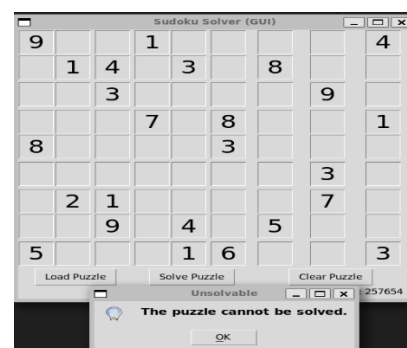 Sudoku Solver (GUI)
9 1 4
1 4 3 8
3 9
7 8 1
8 3
3
2 1 7
9 4 5
5 1 6 3
Load Puzzle Solve Puzzle Clear Puzzle
Unsolvable
:257654
The puzzle cannot be solved.
OK